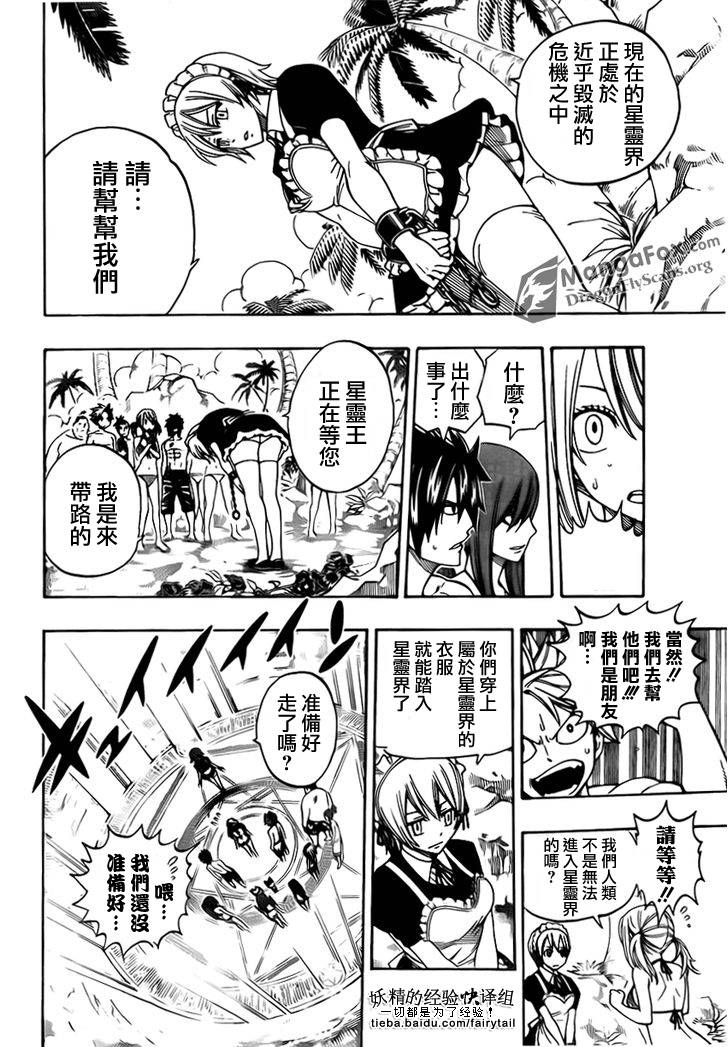 現在的星靈界
正處於
近乎毀滅的
危機之中
請…
請幫幫我們
MangaFox.com
DragonFlyScans.org
什麼?
出什麼
事了…
星靈王
正在等您
我是來
帶路的
當然!!
我們去幫
他們吧!!!
我們是朋友
啊…
請等等!!
我們人類
不是無法
進入星靈界
的嗎?
你們穿上
屬於星靈界的
衣服
就能踏入
星靈界了
准備好
走了嗎?
喂…
我們還沒
准備好…
妖精的经验快译组
一切都是为了经验!
tieba.baidu.com/fairytail